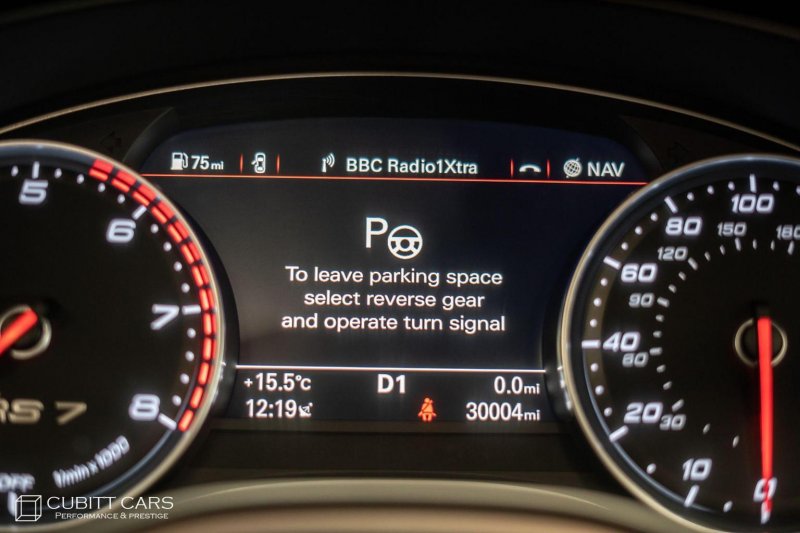 75mi
BBC Radio1Xtra
NAV
P
To leave parking space
select reverse gear
and operate turn signal
+15.5°C
D1
0.0mi
12:19
30004mi
5
6
7
8
RS 7
1/min x 1000
OFF
0
10
20
30
40
60
60
90
80
120
100
150
180
CUBITT CARS
PERFORMANCE & PRESTIGE